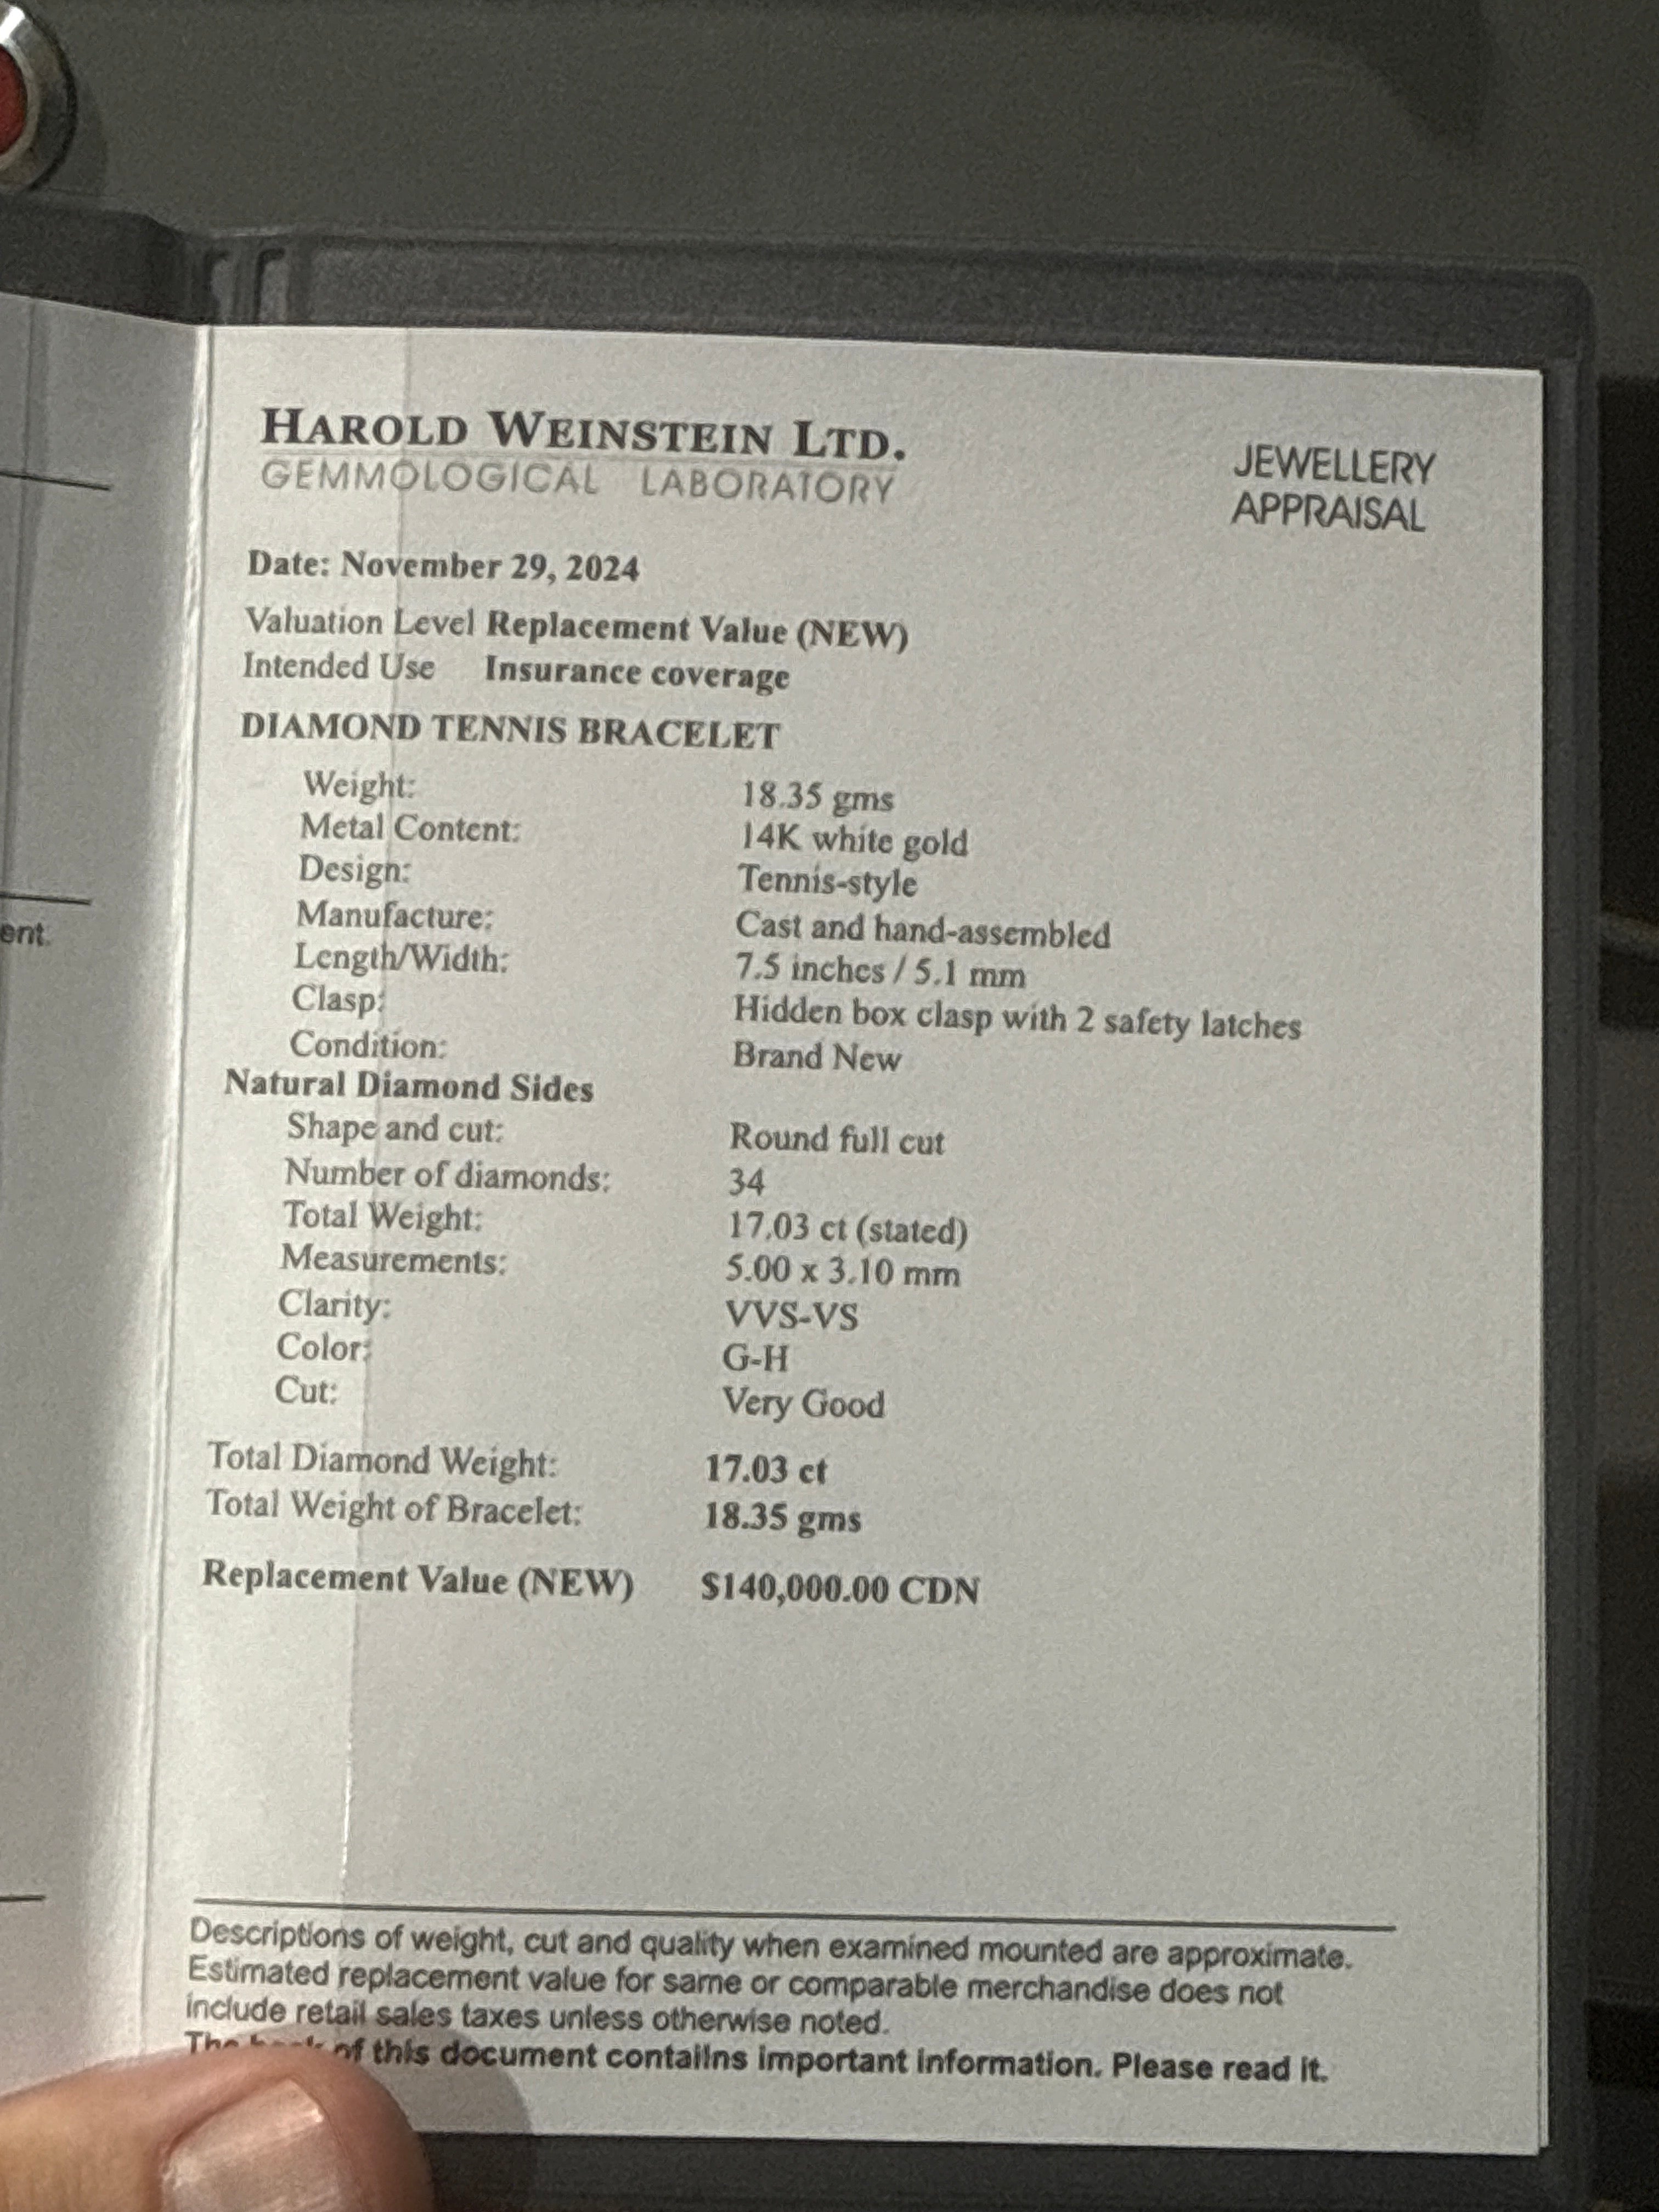 HAROLD WEINSTEIN LTD.
GEMMOLOGICAL LABORATORY
JEWELLERY
APPRAISAL
Date: November 29, 2024
Valuation Level Replacement Value (NEW)
Intended Use Insurance coverage
DIAMOND TENNIS BRACELET
Weight: 18.35 gms
Metal Content: 14K white gold
Design: Tennis-style
Manufacture: Cast and hand-assembled
Length/Width: 7.5 inches / 5.1 mm
Clasp: Hidden box clasp with 2 safety latches
Condition: Brand New
Natural Diamond Sides
Shape and cut: Round full cut
Number of diamonds: 34
Total Weight: 17.03 ct (stated)
Measurements: 5.00 x 3.10 mm
Clarity: VVS-VS
Color: G-H
Cut: Very Good
Total Diamond Weight: 17.03 ct
Total Weight of Bracelet: 18.35 gms
Replacement Value (NEW) $140,000.00 CDN
Descriptions of weight, cut and quality when examined mounted are approximate.
Estimated replacement value for same or comparable merchandise does not
include retail sales taxes unless otherwise noted.
The back of this document contaiins important information. Please read it.